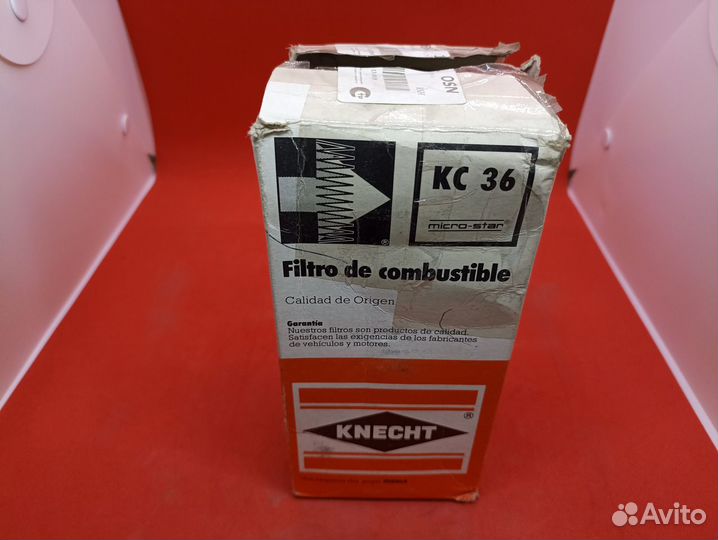 OSN
KC 36
micro-star
®
Filtro de combustible
Calidad de Origen
Garantía
Nuestros filtros son productos de calidad.
Satisfacen las exigencias de los fabricantes
de vehículos y motores.
KNECHT
®
Avito